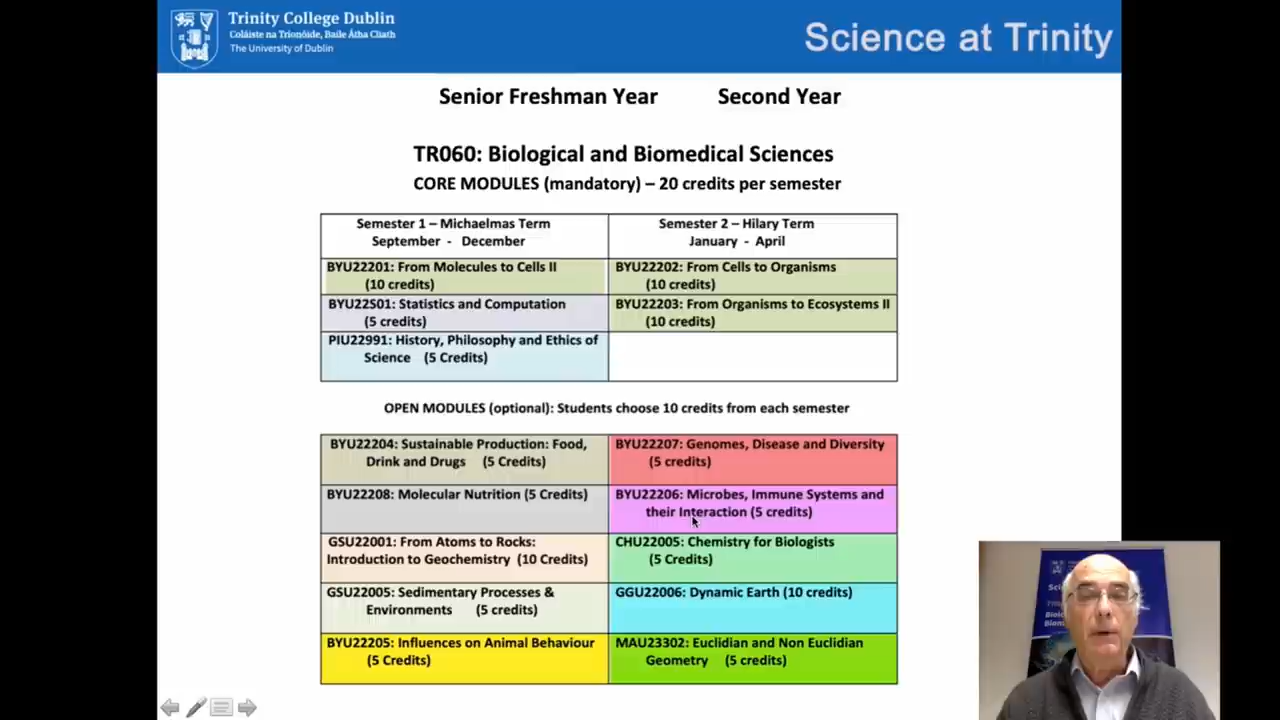 Trinity College Dublin
Coláiste na Tríonóide, Baile Átha Cliath
The University of Dublin
Science at Trinity
Senior Freshman Year Second Year
TR060: Biological and Biomedical Sciences
CORE MODULES (mandatory) – 20 credits per semester
Semester 1 – Michaelmas Term
September - December
Semester 2 – Hilary Term
January - April
BYU22201: From Molecules to Cells II
(10 credits)
BYU22202: From Cells to Organisms
(10 credits)
BYU22S01: Statistics and Computation
(5 credits)
BYU22203: From Organisms to Ecosystems II
(10 credits)
PIU22991: History, Philosophy and Ethics of
Science (5 Credits)
OPEN MODULES (optional): Students choose 10 credits from each semester
BYU22204: Sustainable Production: Food,
Drink and Drugs (5 Credits)
BYU22207: Genomes, Disease and Diversity
(5 credits)
BYU22208: Molecular Nutrition (5 Credits)
BYU22206: Microbes, Immune Systems and
their Interaction (5 credits)
GSU22001: From Atoms to Rocks:
Introduction to Geochemistry (10 Credits)
CHU22005: Chemistry for Biologists
(5 Credits)
GSU22005: Sedimentary Processes &
Environments (5 credits)
GGU22006: Dynamic Earth (10 credits)
BYU22205: Influences on Animal Behaviour
(5 Credits)
MAU23302: Euclidian and Non Euclidian
Geometry (5 credits)